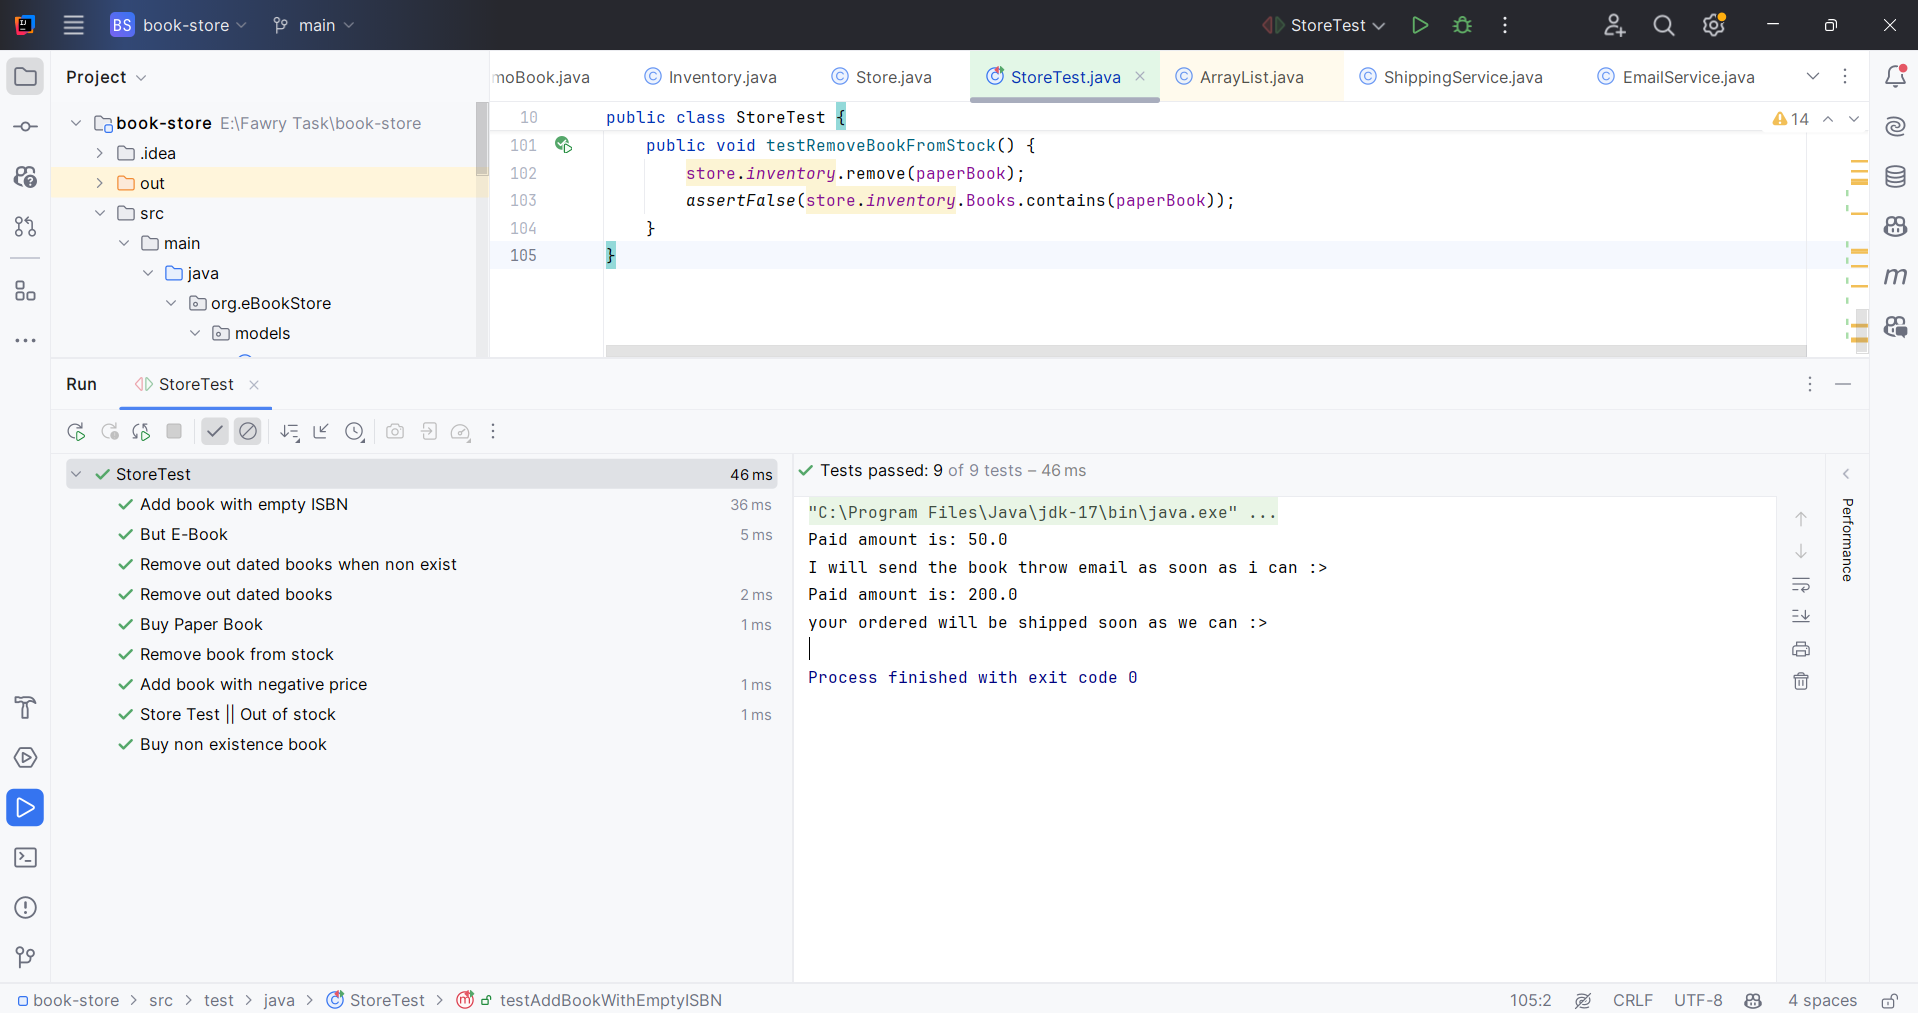 BS book-store main StoreTest
Project
moBook.java Inventory.java Store.java StoreTest.java ArrayList.java ShippingService.java EmailService.java
book-store E:\Fawry Task\book-store
.idea
out
src
main
java
org.eBookStore
models
10 public class StoreTest {
14
101 public void testRemoveBookFromStock() {
102 store.inventory.remove(paperBook);
103 assertFalse(store.inventory.Books.contains(paperBook));
104 }
105 }
Run StoreTest
StoreTest 46 ms
Add book with empty ISBN 36 ms
But E-Book 5 ms
Remove out dated books when non exist
Remove out dated books 2 ms
Buy Paper Book 1 ms
Remove book from stock
Add book with negative price 1 ms
Store Test || Out of stock 1 ms
Buy non existence book
Tests passed: 9 of 9 tests – 46 ms
"C:\Program Files\Java\jdk-17\bin\java.exe" ...
Paid amount is: 50.0
I will send the book throw email as soon as i can :>
Paid amount is: 200.0
your ordered will be shipped soon as we can :>
Process finished with exit code 0
Performance
book-store > src > test > java > StoreTest > testAddBookWithEmptyISBN
105:2 CRLF UTF-8 4 spaces